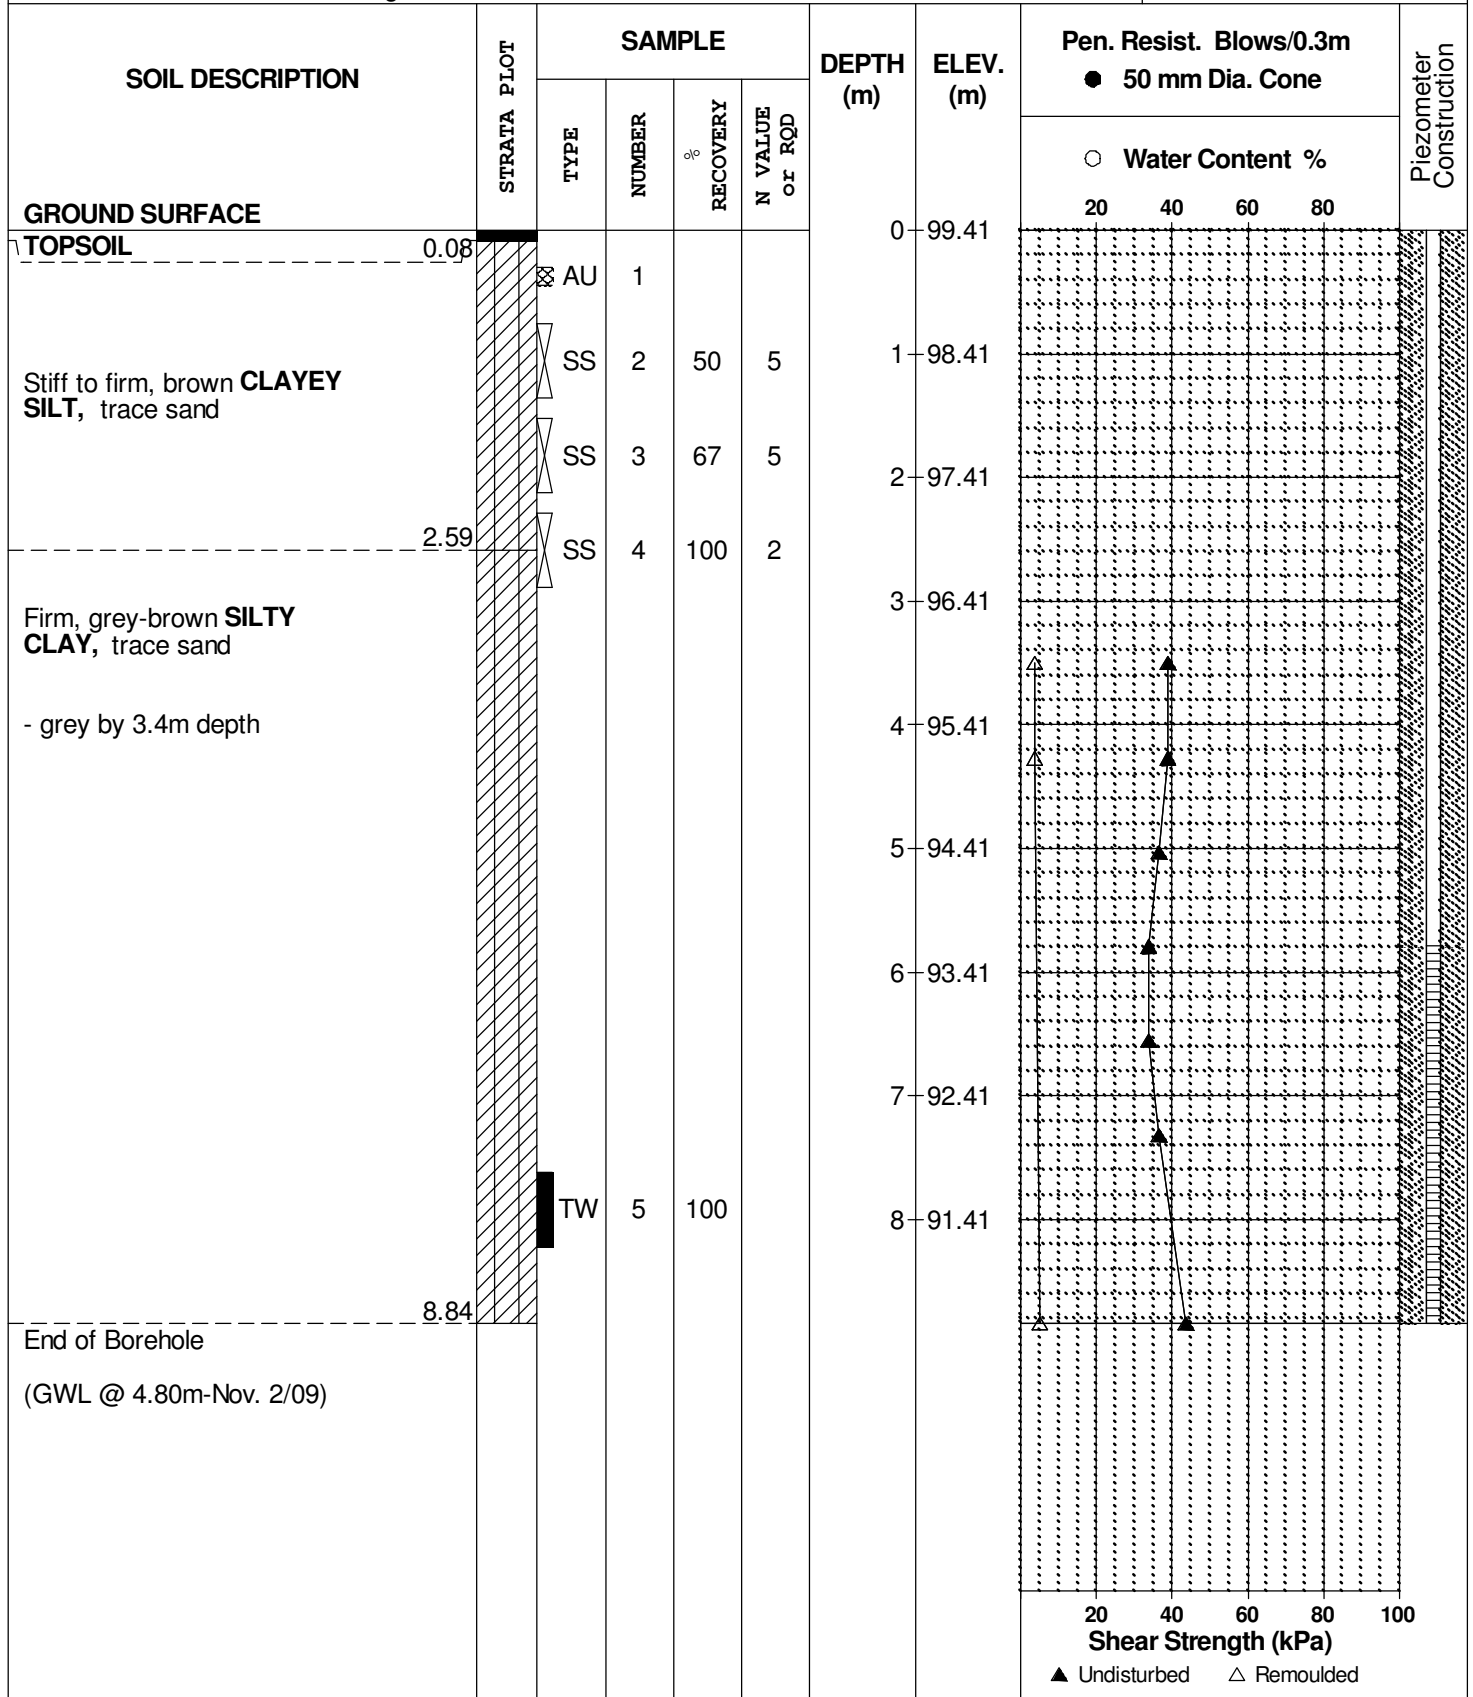 SOIL DESCRIPTION
GROUND SURFACE
STRATA PLOT
SAMPLE
TYPE
NUMBER
% RECOVERY
N VALUE or RQD
DEPTH (m)
ELEV. (m)
Pen. Resist. Blows/0.3m
● 50 mm Dia. Cone
○ Water Content %
20 40 60 80
Piezometer Construction
TOPSOIL 0.08
0 99.41
AU 1
SS 2 50 5
1 98.41
Stiff to firm, brown CLAYEY
SILT, trace sand
SS 3 67 5
2 97.41
2.59
SS 4 100 2
3 96.41
Firm, grey-brown SILTY
CLAY, trace sand
- grey by 3.4m depth
4 95.41
5 94.41
6 93.41
7 92.41
TW 5 100
8 91.41
8.84
End of Borehole
(GWL @ 4.80m-Nov. 2/09)
20 40 60 80 100
Shear Strength (kPa)
▲ Undisturbed △ Remoulded